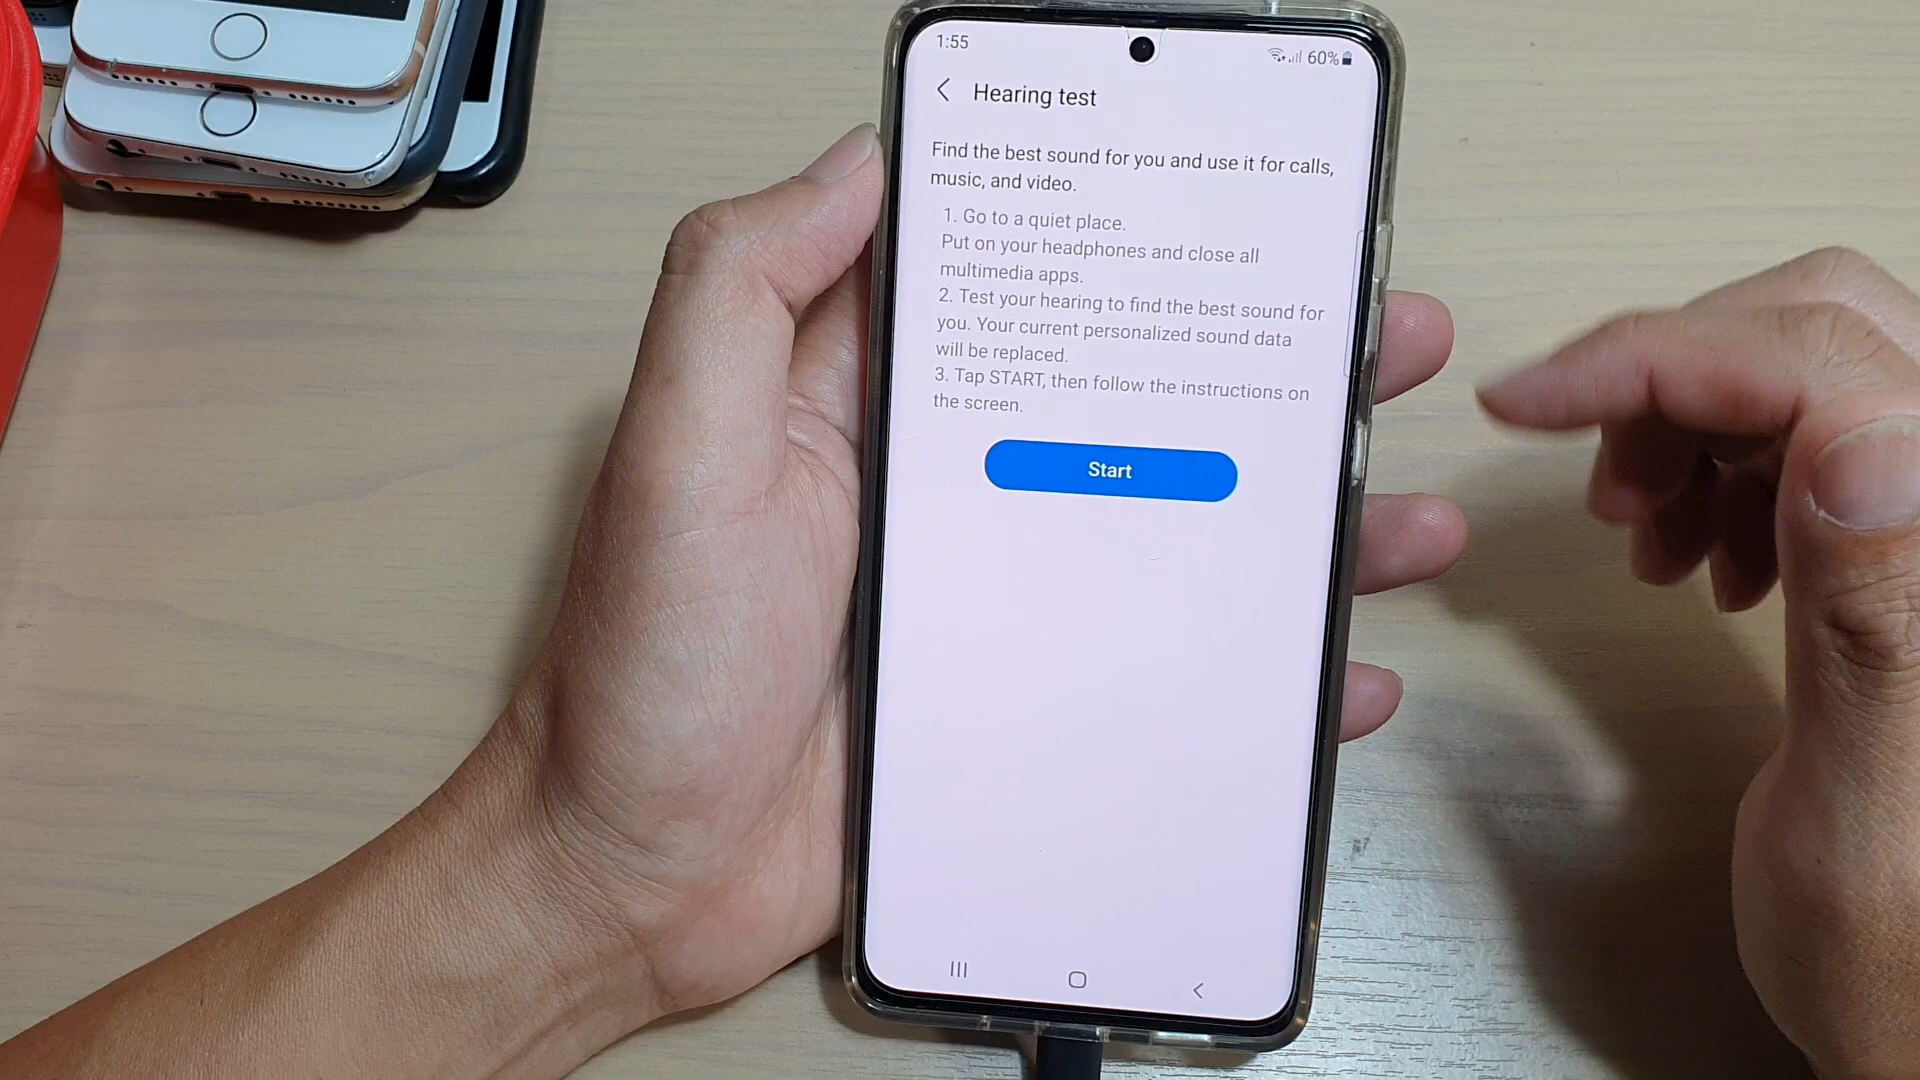 1:55
60%
Hearing test
Find the best sound for you and use it for calls,
music, and video.
1. Go to a quiet place.
Put on your headphones and close all
multimedia apps.
2. Test your hearing to find the best sound for
you. Your current personalized sound data
will be replaced.
3. Tap START, then follow the instructions on
the screen.
Start